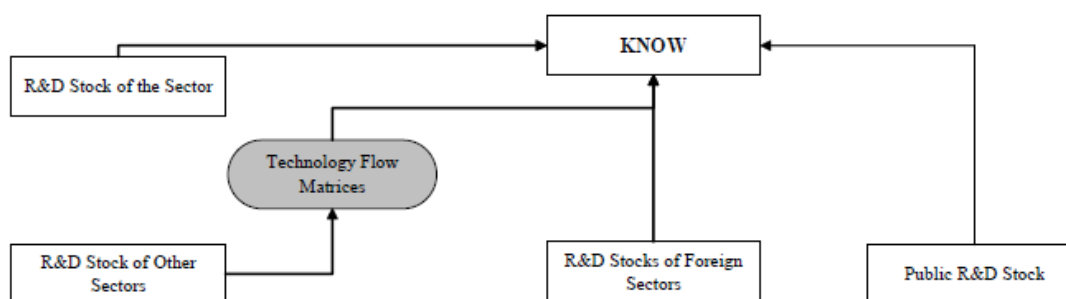 KNOW
R&D Stock of the Sector
Technology Flow
Matrices
R&D Stock of Other
Sectors
R&D Stocks of Foreign
Sectors
Public R&D Stock